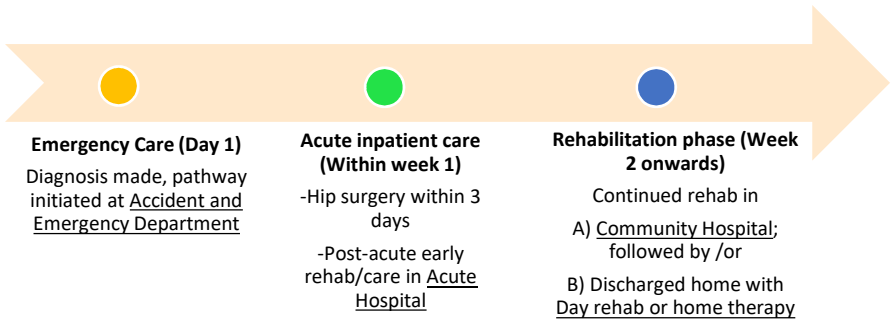 Emergency Care (Day 1)
Diagnosis made, pathway
initiated at Accident and
Emergency Department
Acute inpatient care
(Within week 1)
-Hip surgery within 3
days
-Post-acute early
rehab/care in Acute
Hospital
Rehabilitation phase (Week
2 onwards)
Continued rehab in
A) Community Hospital;
followed by /or
B) Discharged home with
Day rehab or home therapy